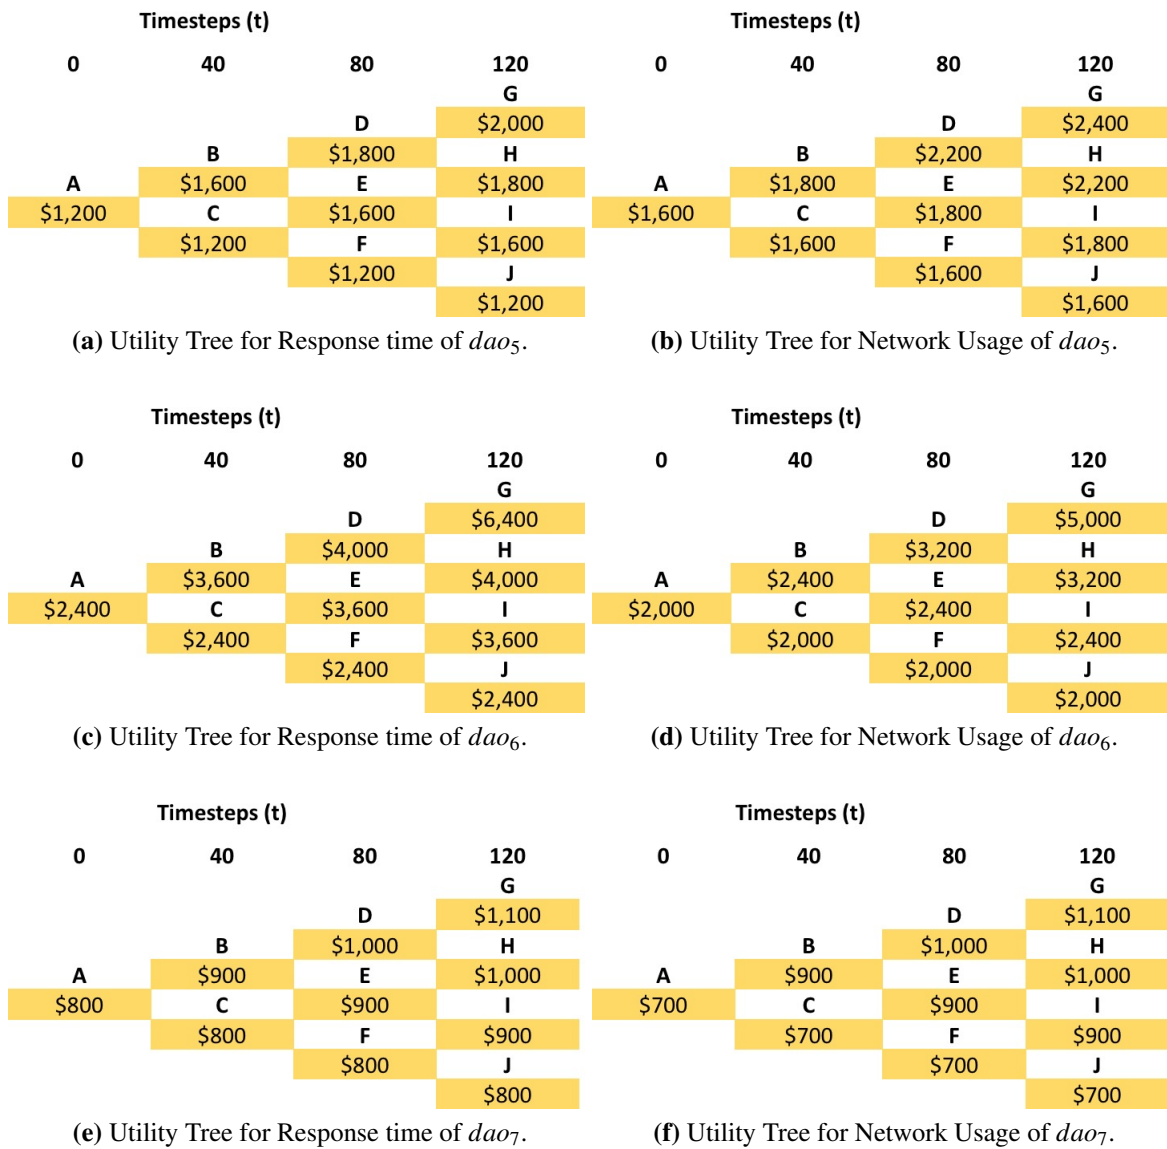 Timesteps (t) Timesteps (t)
0 40 80 120 0 40 80 120
G G
D $2,000 D $2,400
B $1,800 H B $2,200 H
A $1,600 E $1,800 A $1,800 E $2,200
$1,200 C $1,600 I $1,600 C $1,800 I
$1,200 F $1,600 $1,600 F $1,800
$1,200 J $1,600 J
$1,200 $1,600
(a) Utility Tree for Response time of dao5. (b) Utility Tree for Network Usage of dao5.
Timesteps (t) Timesteps (t)
0 40 80 120 0 40 80 120
G G
D $6,400 D $5,000
B $4,000 H B $3,200 H
A $3,600 E $4,000 A $2,400 E $3,200
$2,400 C $3,600 I $2,000 C $2,400 I
$2,400 F $3,600 $2,000 F $2,400
$2,400 J $2,000 J
$2,400 $2,000
(c) Utility Tree for Response time of dao6. (d) Utility Tree for Network Usage of dao6.
Timesteps (t) Timesteps (t)
0 40 80 120 0 40 80 120
G G
D $1,100 D $1,100
B $1,000 H B $1,000 H
A $900 E $1,000 A $900 E $1,000
$800 C $900 I $700 C $900 I
$800 F $900 $700 F $900
$800 J $700 J
$800 $700
(e) Utility Tree for Response time of dao7. (f) Utility Tree for Network Usage of dao7.